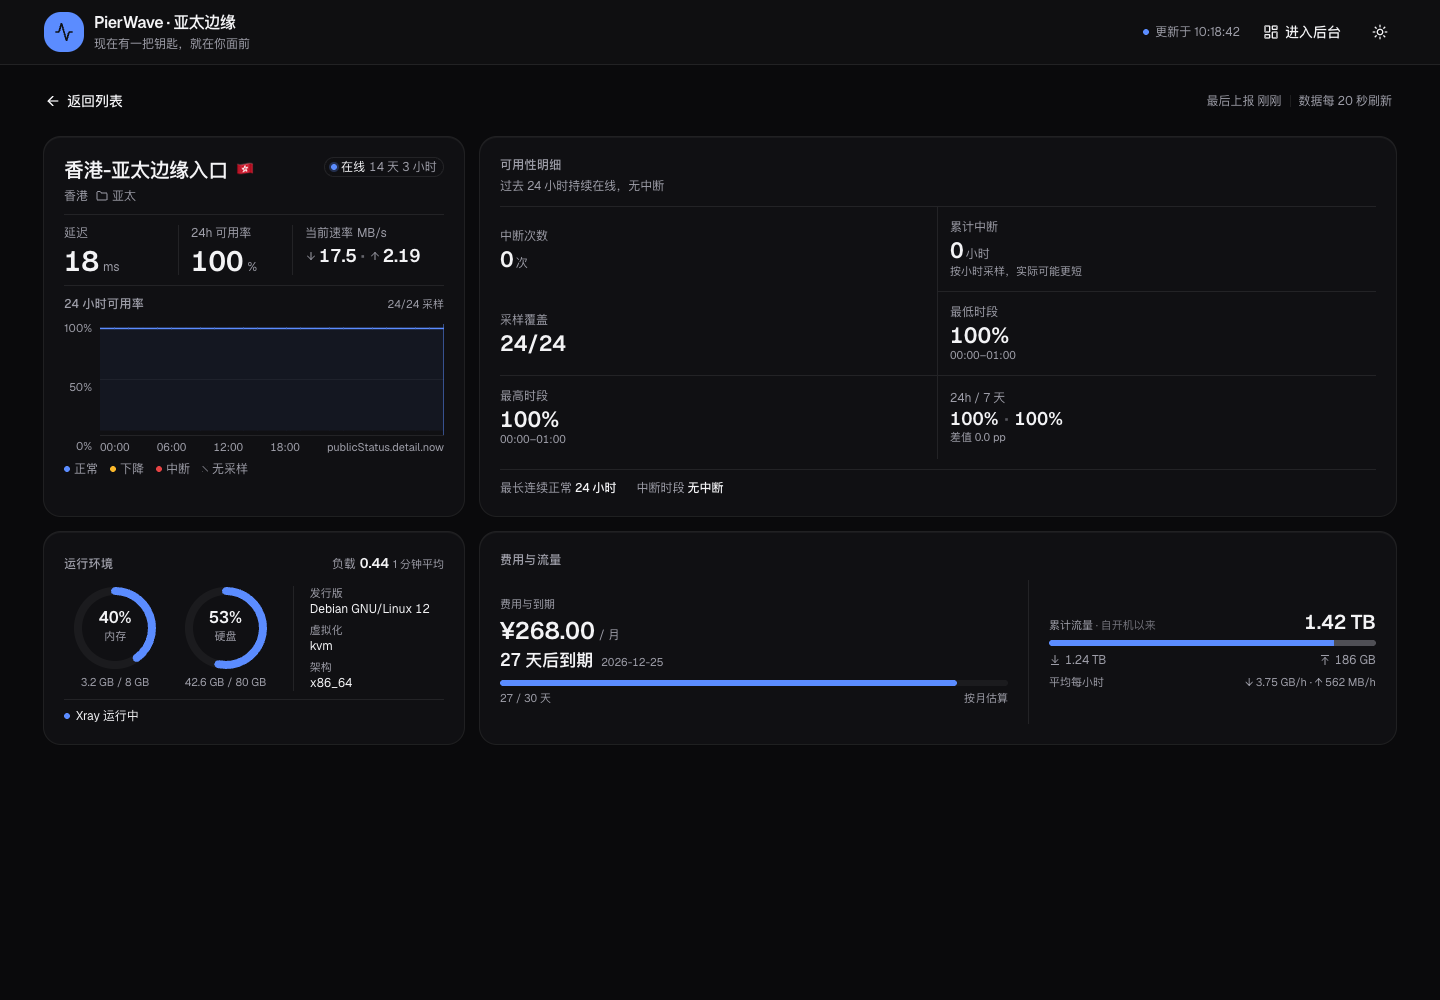 PierWave · 亚太边缘
现在有一把钥匙，就在你面前
更新于 10:18:42
进入后台
返回列表
最后上报 刚刚
数据每 20 秒刷新
香港-亚太边缘入口
在线 14 天 3 小时
香港 亚太
延迟
18 ms
24h 可用率
100 %
当前速率 MB/s
↓ 17.5 · ↑ 2.19
24 小时可用率
24/24 采样
100%
50%
0%
00:00 06:00 12:00 18:00 publicStatus.detail.now
正常 下降 中断 无采样
可用性明细
过去 24 小时持续在线，无中断
中断次数
0 次
累计中断
0 小时
按小时采样，实际可能更短
采样覆盖
24/24
最低时段
100%
00:00–01:00
最高时段
100%
00:00–01:00
24h / 7 天
100% · 100%
差值 0.0 pp
最长连续正常 24 小时
中断时段 无中断
运行环境
负载 0.44 1 分钟平均
40%
内存
3.2 GB / 8 GB
53%
硬盘
42.6 GB / 80 GB
发行版
Debian GNU/Linux 12
虚拟化
kvm
架构
x86_64
Xray 运行中
费用与流量
费用与到期
¥268.00 / 月
27 天后到期 2026-12-25
27 / 30 天
按月估算
累计流量 · 自开机以来
1.42 TB
1.24 TB
186 GB
平均每小时
↓ 3.75 GB/h · ↑ 562 MB/h